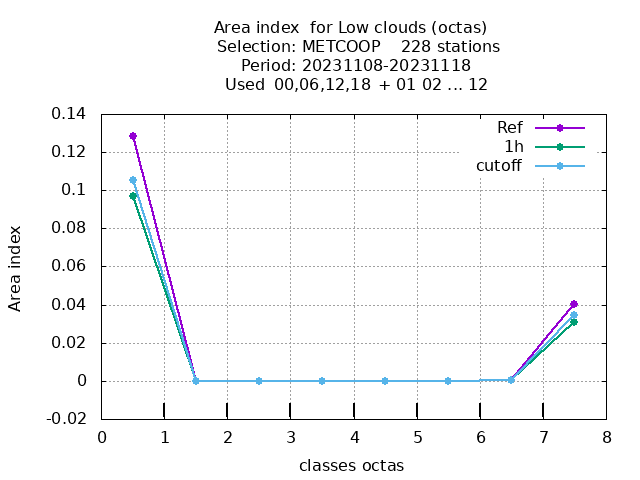 Area index  for Low clouds (octas)
Selection: METCOOP    228 stations
Period: 20231108-20231118
Used  00,06,12,18 + 01 02 ... 12
0.14
0.12
0.1
0.08
0.06
0.04
0.02
0
-0.02
Area index
Ref
1h
cutoff
0 1 2 3 4 5 6 7 8
classes octas